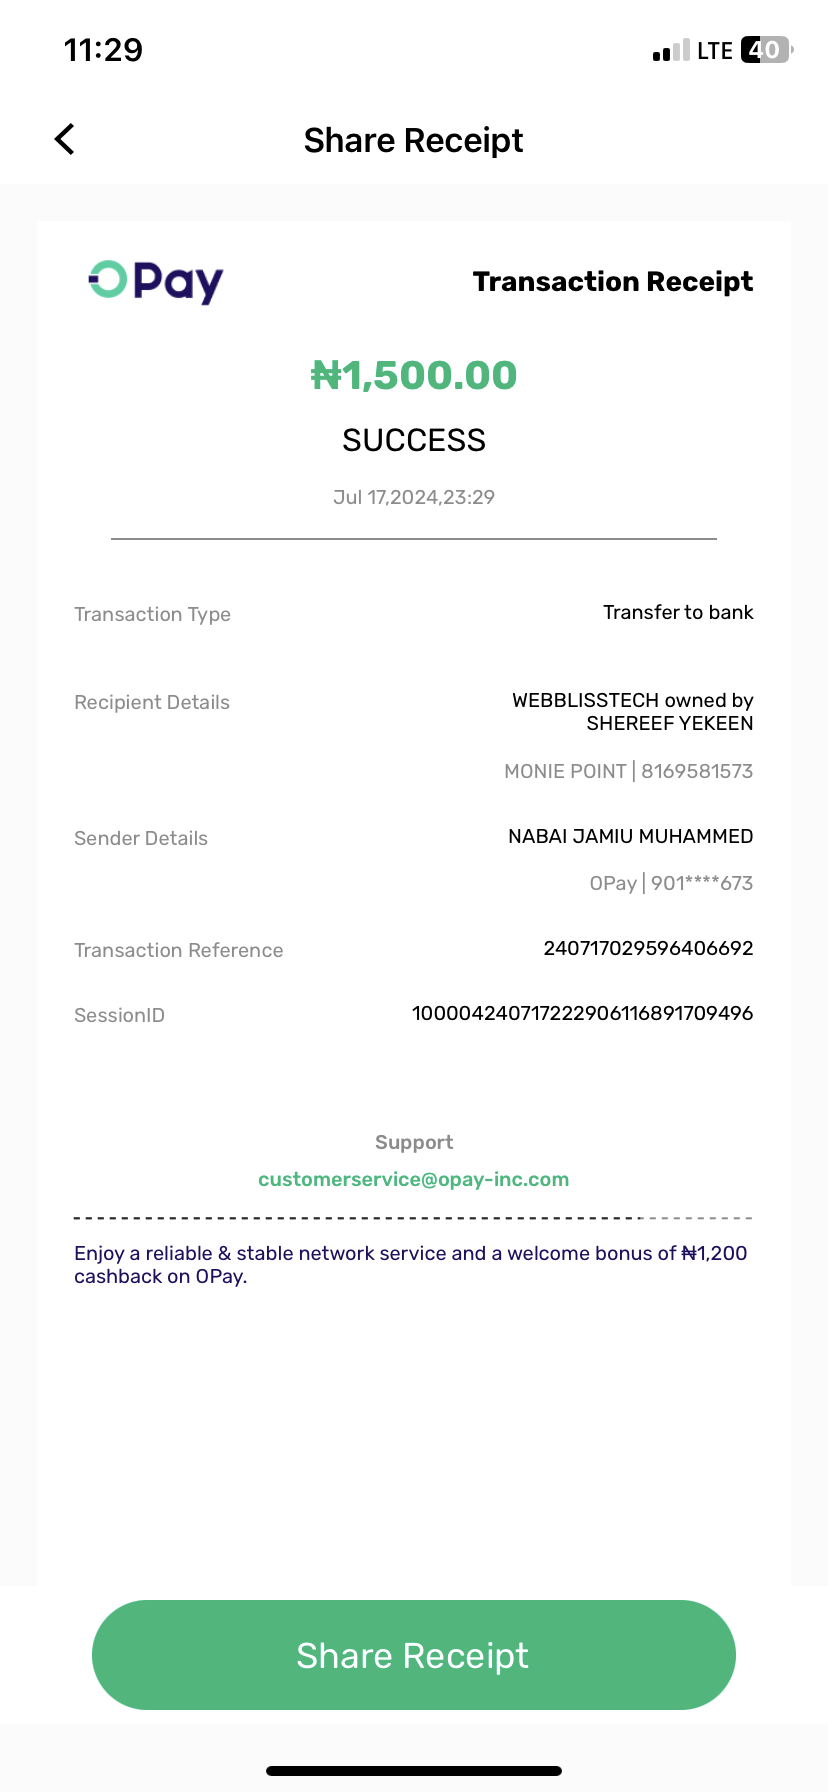 11:29
LTE 40
Share Receipt
OPay
Transaction Receipt
₦1,500.00
SUCCESS
Jul 17,2024,23:29
Transaction Type
Transfer to bank
Recipient Details
WEBBLISSTECH owned by
SHEREEF YEKEEN
MONIE POINT | 8169581573
Sender Details
NABAI JAMIU MUHAMMED
OPay | 901****673
Transaction Reference
240717029596406692
SessionID
100004240717222906116891709496
Support
customerservice@opay-inc.com
Enjoy a reliable & stable network service and a welcome bonus of ₦1,200
cashback on OPay.
Share Receipt